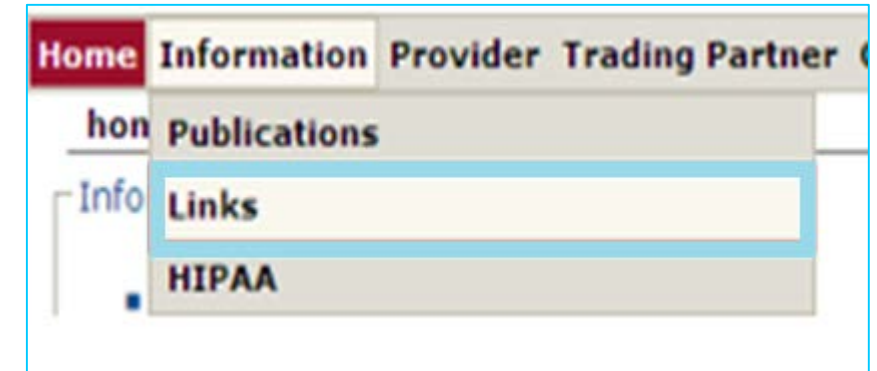 Home Information Provider Trading Partner
hon
Publications
Info
Links
HIPAA